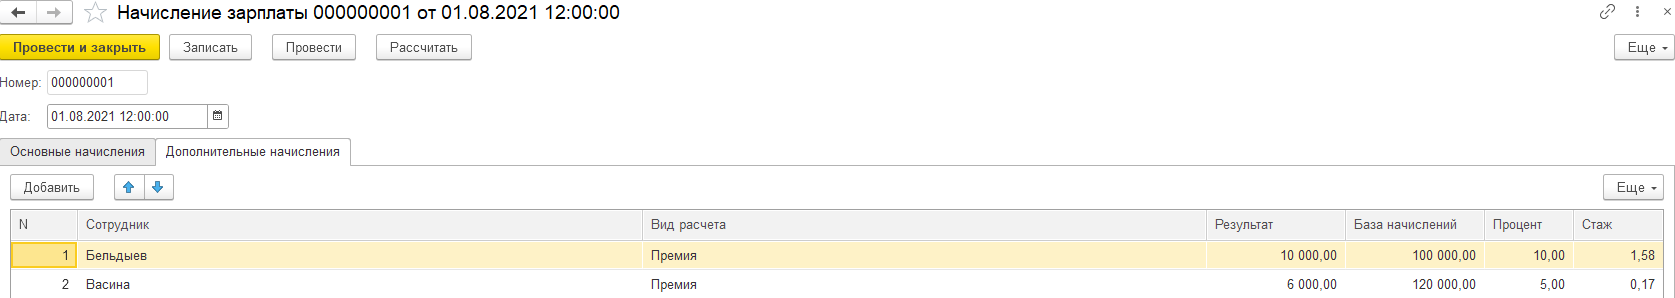 Начисление зарплаты 000000001 от 01.08.2021 12:00:00
Провести и закрыть Записать Провести Рассчитать Еще
Номер: 000000001
Дата: 01.08.2021 12:00:00
Основные начисления Дополнительные начисления
Добавить Еще
N Сотрудник Вид расчета Результат База начислений Процент Стаж
1 Бельдыев Премия 10 000,00 100 000,00 10,00 1,58
2 Васина Премия 6 000,00 120 000,00 5,00 0,17